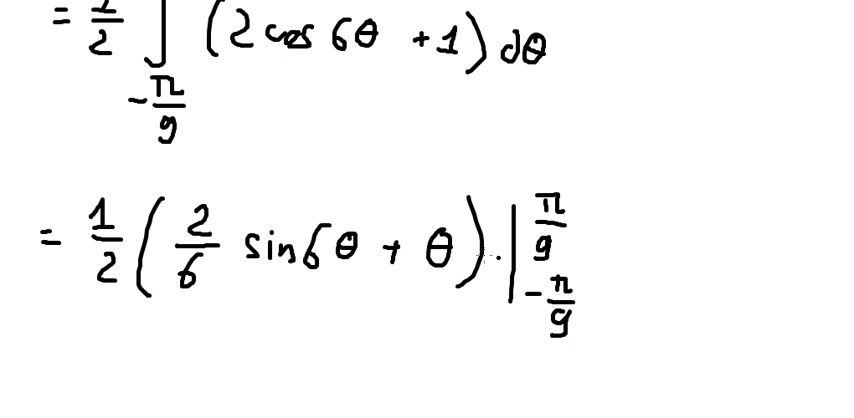 = 1/2 ∫_{-π/9} (2 cos 6θ + 1) dθ
= 1/2 ( 2/6 sin 6θ + θ ) · |_{-π/9}^{π/9}